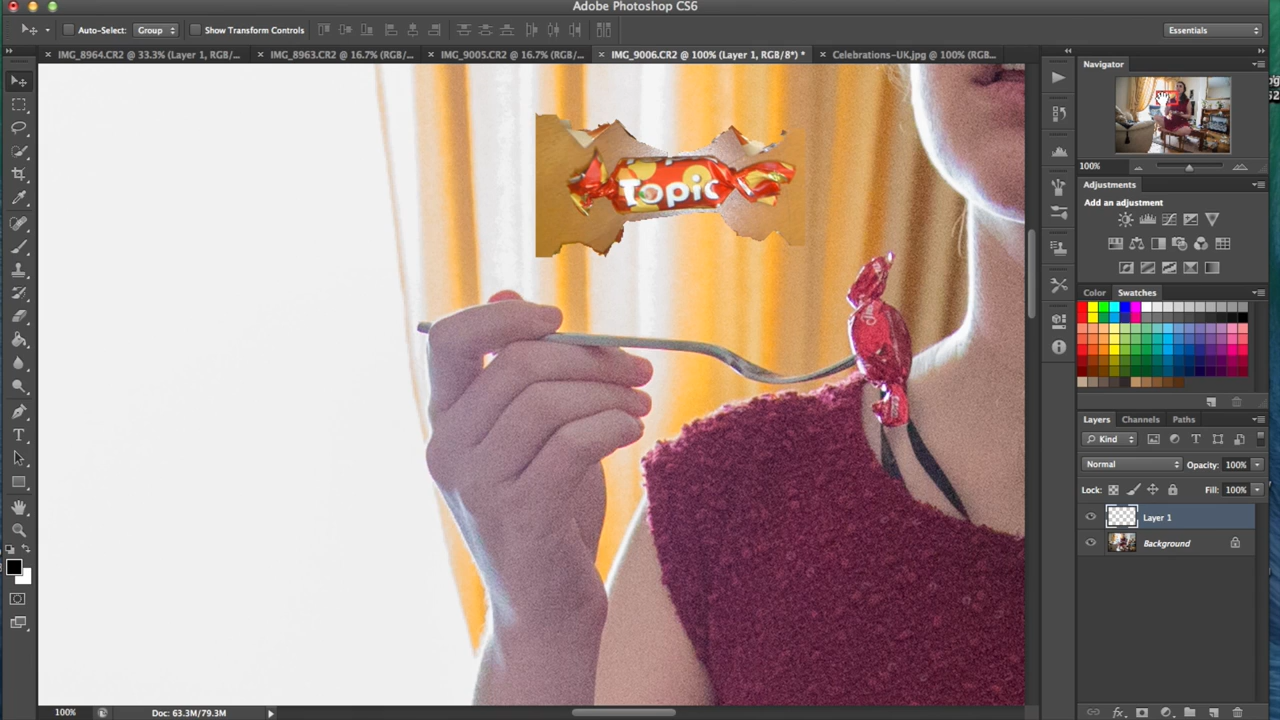 Adobe Photoshop CS6
Auto-Select: Group Show Transform Controls Essentials
IMG_8964.CR2 @ 33.3% (Layer 1, RGB/... IMG_8963.CR2 @ 16.7% (RGB/... IMG_9005.CR2 @ 16.7% (RGB/... IMG_9006.CR2 @ 100% (Layer 1, RGB/8*) * Celebrations-UK.jpg @ 100% (RGB...
Navigator
100%
Adjustments
Add an adjustment
Color Swatches
Topic
Layers Channels Paths
Kind
Normal Opacity: 100%
Lock: Fill: 100%
Layer 1
Background
100% Doc: 63.3M/79.3M